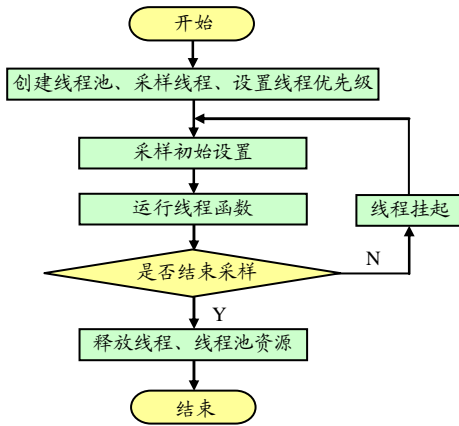 开始
创建线程池、采样线程、设置线程优先级
采样初始设置
运行线程函数
线程挂起
是否结束采样
N
Y
释放线程、线程池资源
结束